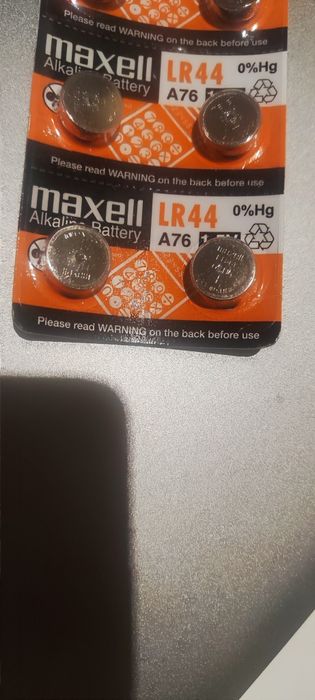 Please read WARNING on the back before use
maxell LR44 0%Hg
Alkaline Battery A76
Please read WARNING on the back before use
maxell LR44 0%Hg
Alkaline Battery A76 1.5V
Please read WARNING on the back before use